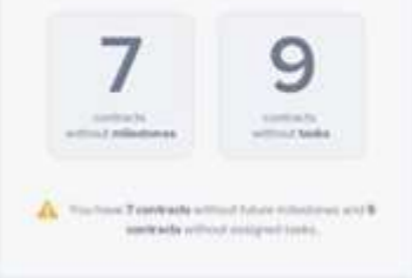 7
contracts
without milestones
9
contracts
without tasks
You have 7 contracts without future milestones and 9
contracts without assigned tasks.